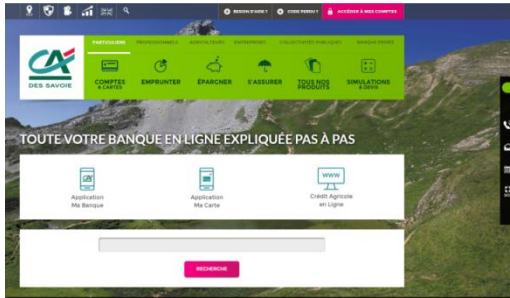 BESOIN D'AIDE ?
CODE PERDU ?
ACCÉDER À MES COMPTES
PARTICULIERS
PROFESSIONNELS
AGRICULTEURS
ENTREPRISES
COLLECTIVITÉS PUBLIQUES
BANQUE PRIVÉE
CA
DES SAVOIE
COMPTES
& CARTES
EMPRUNTER
ÉPARGNER
S'ASSURER
TOUS NOS
PRODUITS
SIMULATIONS
& DEVIS
TOUTE VOTRE BANQUE EN LIGNE EXPLIQUÉE PAS À PAS
Application
Ma Banque
Application
Ma Carte
WWW
Crédit Agricole
en Ligne
RECHERCHE